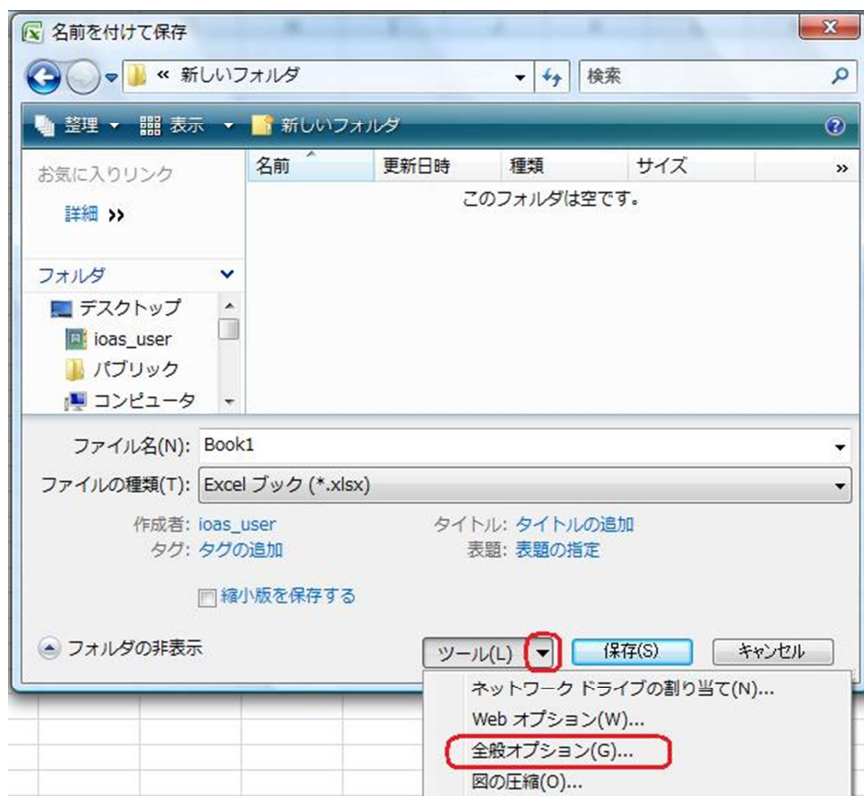 名前を付けて保存
« 新しいフォルダ 検索
整理 表示 新しいフォルダ
お気に入りリンク 名前 更新日時 種類 サイズ »
このフォルダは空です。
詳細 »
フォルダ
デスクトップ
ioas_user
パブリック
コンピュータ
ファイル名(N): Book1
ファイルの種類(T): Excel ブック (*.xlsx)
作成者: ioas_user タイトル: タイトルの追加
タグ: タグの追加 表題: 表題の指定
縮小版を保存する
フォルダの非表示 ツール(L) 保存(S) キャンセル
ネットワーク ドライブの割り当て(N)...
Web オプション(W)...
全般オプション(G)...
図の圧縮(O)...